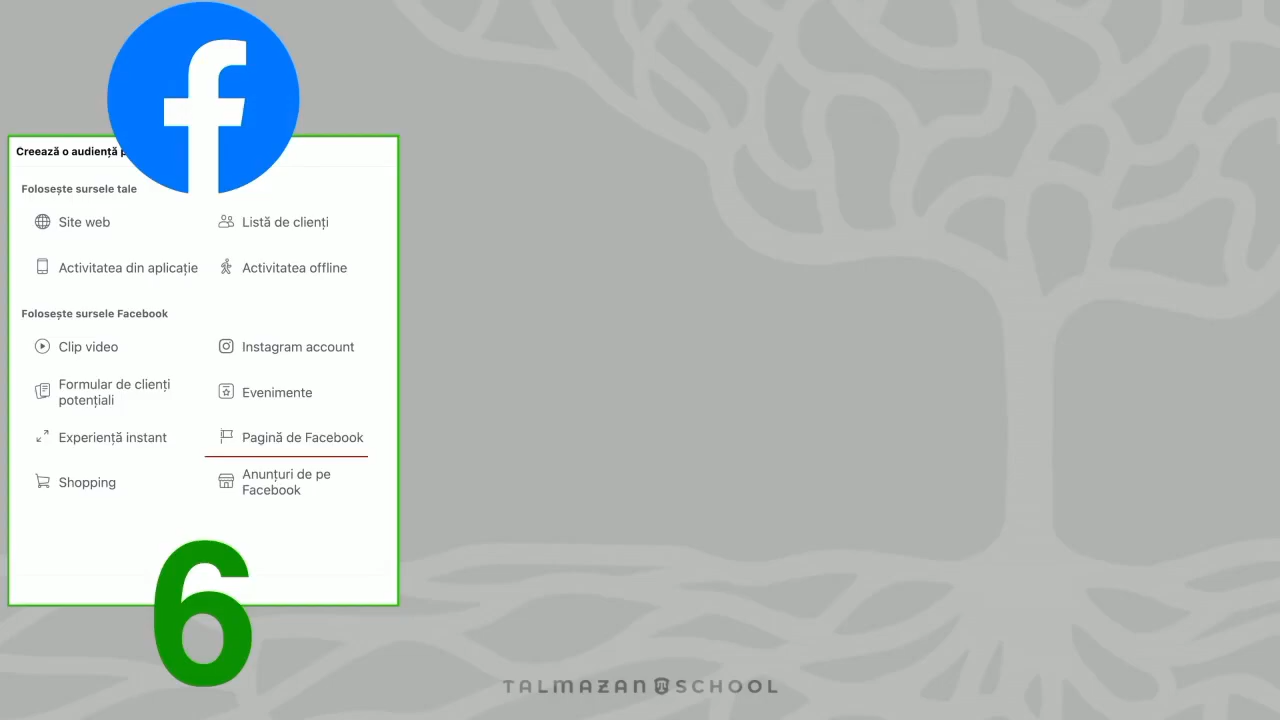 Creează o audiență
Folosește sursele tale
Site web
Listă de clienți
Activitatea din aplicație
Activitatea offline
Folosește sursele Facebook
Clip video
Instagram account
Formular de clienți
potențiali
Evenimente
Experiență instant
Pagină de Facebook
Shopping
Anunțuri de pe
Facebook
6
TALMAZAN SCHOOL